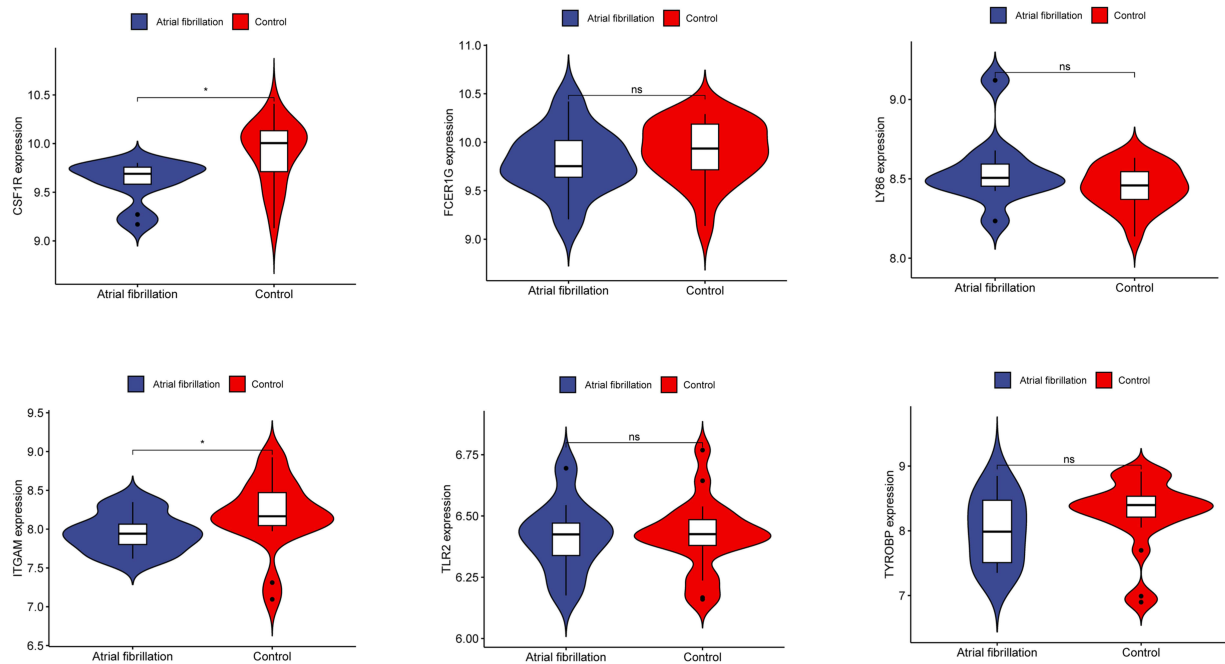 Atrial fibrillation Control
CSF1R expression
*
10.5
10.0
9.5
9.0
Atrial fibrillation Control
Atrial fibrillation Control
FCER1G expression
ns
11.0
10.5
10.0
9.5
9.0
Atrial fibrillation Control
Atrial fibrillation Control
LY86 expression
ns
9.0
8.5
8.0
Atrial fibrillation Control
Atrial fibrillation Control
ITGAM expression
*
9.5
9.0
8.5
8.0
7.5
7.0
6.5
Atrial fibrillation Control
Atrial fibrillation Control
TLR2 expression
ns
6.75
6.50
6.25
6.00
Atrial fibrillation Control
Atrial fibrillation Control
TYROBP expression
ns
9
8
7
Atrial fibrillation Control